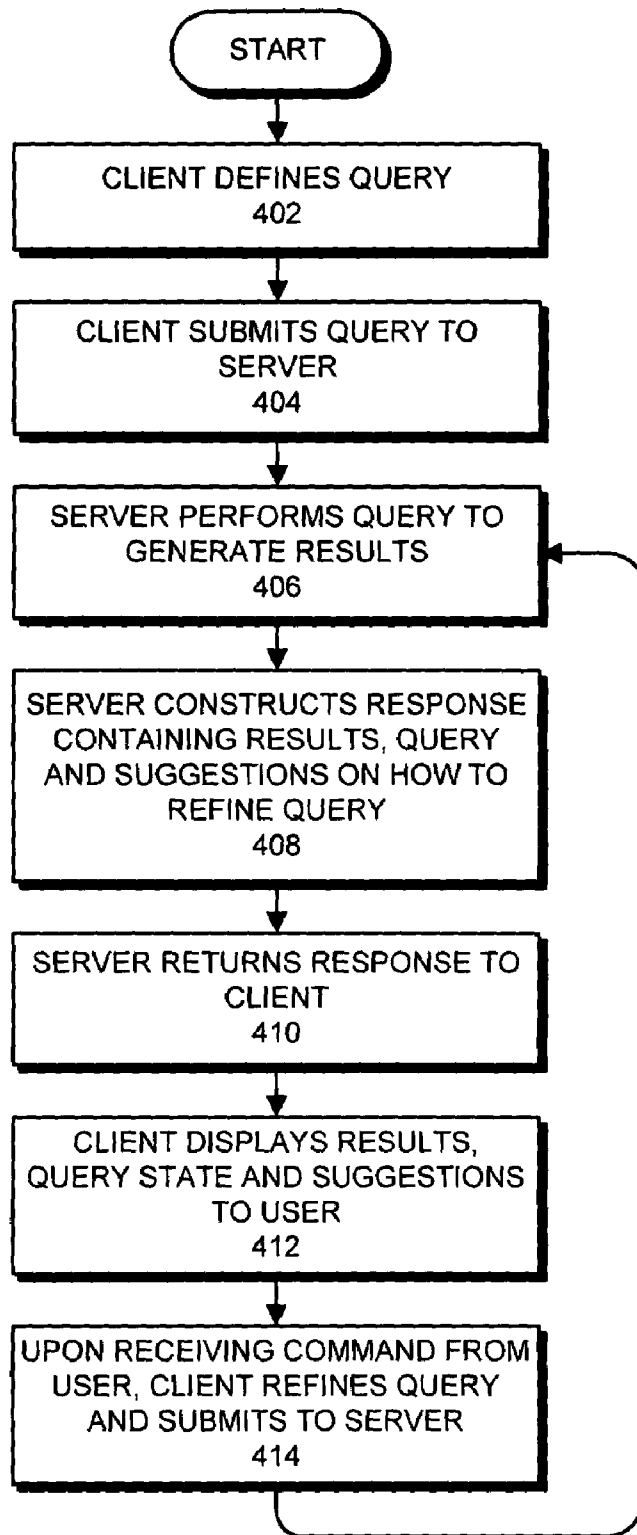 START
CLIENT DEFINES QUERY
402
CLIENT SUBMITS QUERY TO
SERVER
404
SERVER PERFORMS QUERY TO
GENERATE RESULTS
406
SERVER CONSTRUCTS RESPONSE
CONTAINING RESULTS, QUERY
AND SUGGESTIONS ON HOW TO
REFINE QUERY
408
SERVER RETURNS RESPONSE TO
CLIENT
410
CLIENT DISPLAYS RESULTS,
QUERY STATE AND SUGGESTIONS
TO USER
412
UPON RECEIVING COMMAND FROM
USER, CLIENT REFINES QUERY
AND SUBMITS TO SERVER
414